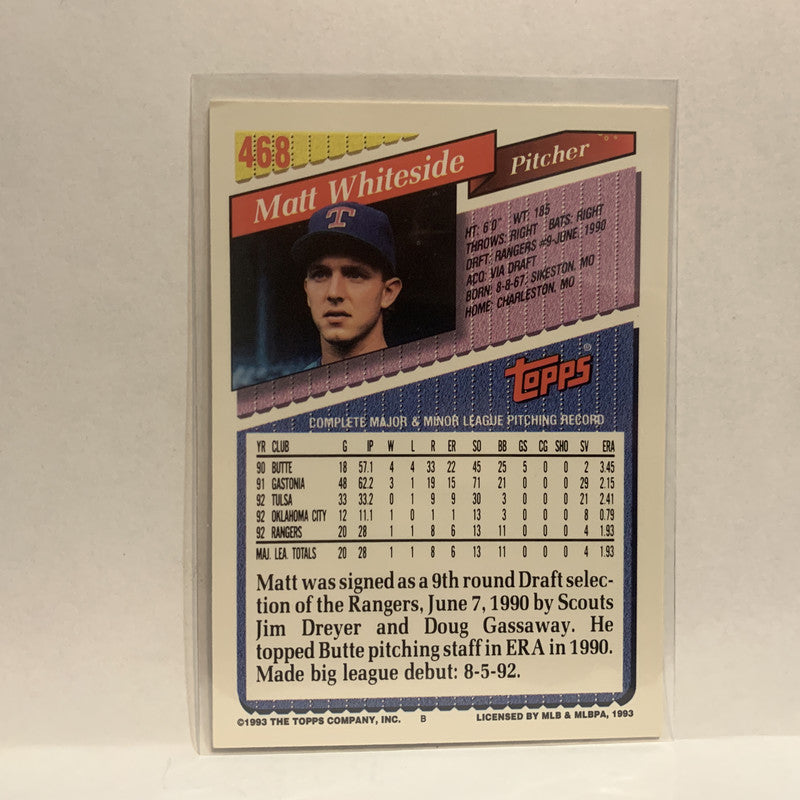 468
Matt Whiteside
Pitcher
T
HT: 6'0" WT: 185
THROWS: RIGHT BATS: RIGHT
DRFT: RANGERS #9-JUNE, 1990
ACQ: VIA DRAFT
BORN: 8-8-67, SIKESTON, MO
HOME: CHARLESTON, MO
TOPPS®
COMPLETE MAJOR & MINOR LEAGUE PITCHING RECORD
YR CLUB G IP W L R ER SO BB GS CG SHO SV ERA
90 BUTTE 18 57.1 4 4 33 22 45 25 5 0 0 2 3.45
91 GASTONIA 48 62.2 3 1 19 15 71 21 0 0 0 29 2.15
92 TULSA 33 33.2 0 1 9 9 30 3 0 0 0 21 2.41
92 OKLAHOMA CITY 12 11.1 1 0 1 1 13 3 0 0 0 8 0.79
92 RANGERS 20 28 1 1 8 6 13 11 0 0 0 4 1.93
MAJ. LEA. TOTALS 20 28 1 1 8 6 13 11 0 0 0 4 1.93
Matt was signed as a 9th round Draft selec-
tion of the Rangers, June 7, 1990 by Scouts
Jim Dreyer and Doug Gassaway. He
topped Butte pitching staff in ERA in 1990.
Made big league debut: 8-5-92.
©1993 THE TOPPS COMPANY, INC. B LICENSED BY MLB & MLBPA, 1993